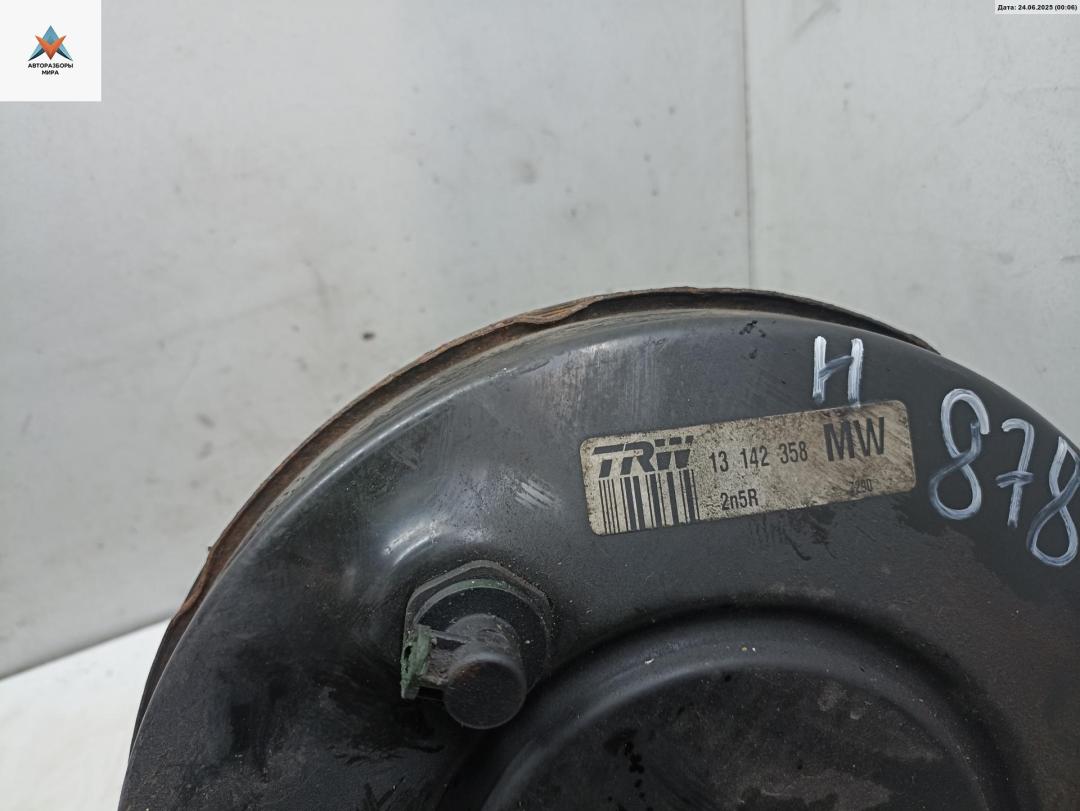 АВТОРАЗБОРЫ
МИРА
Дата: 24.06.2025 (00:06)
H
878
TRW 13 142 358 MW
2n5R